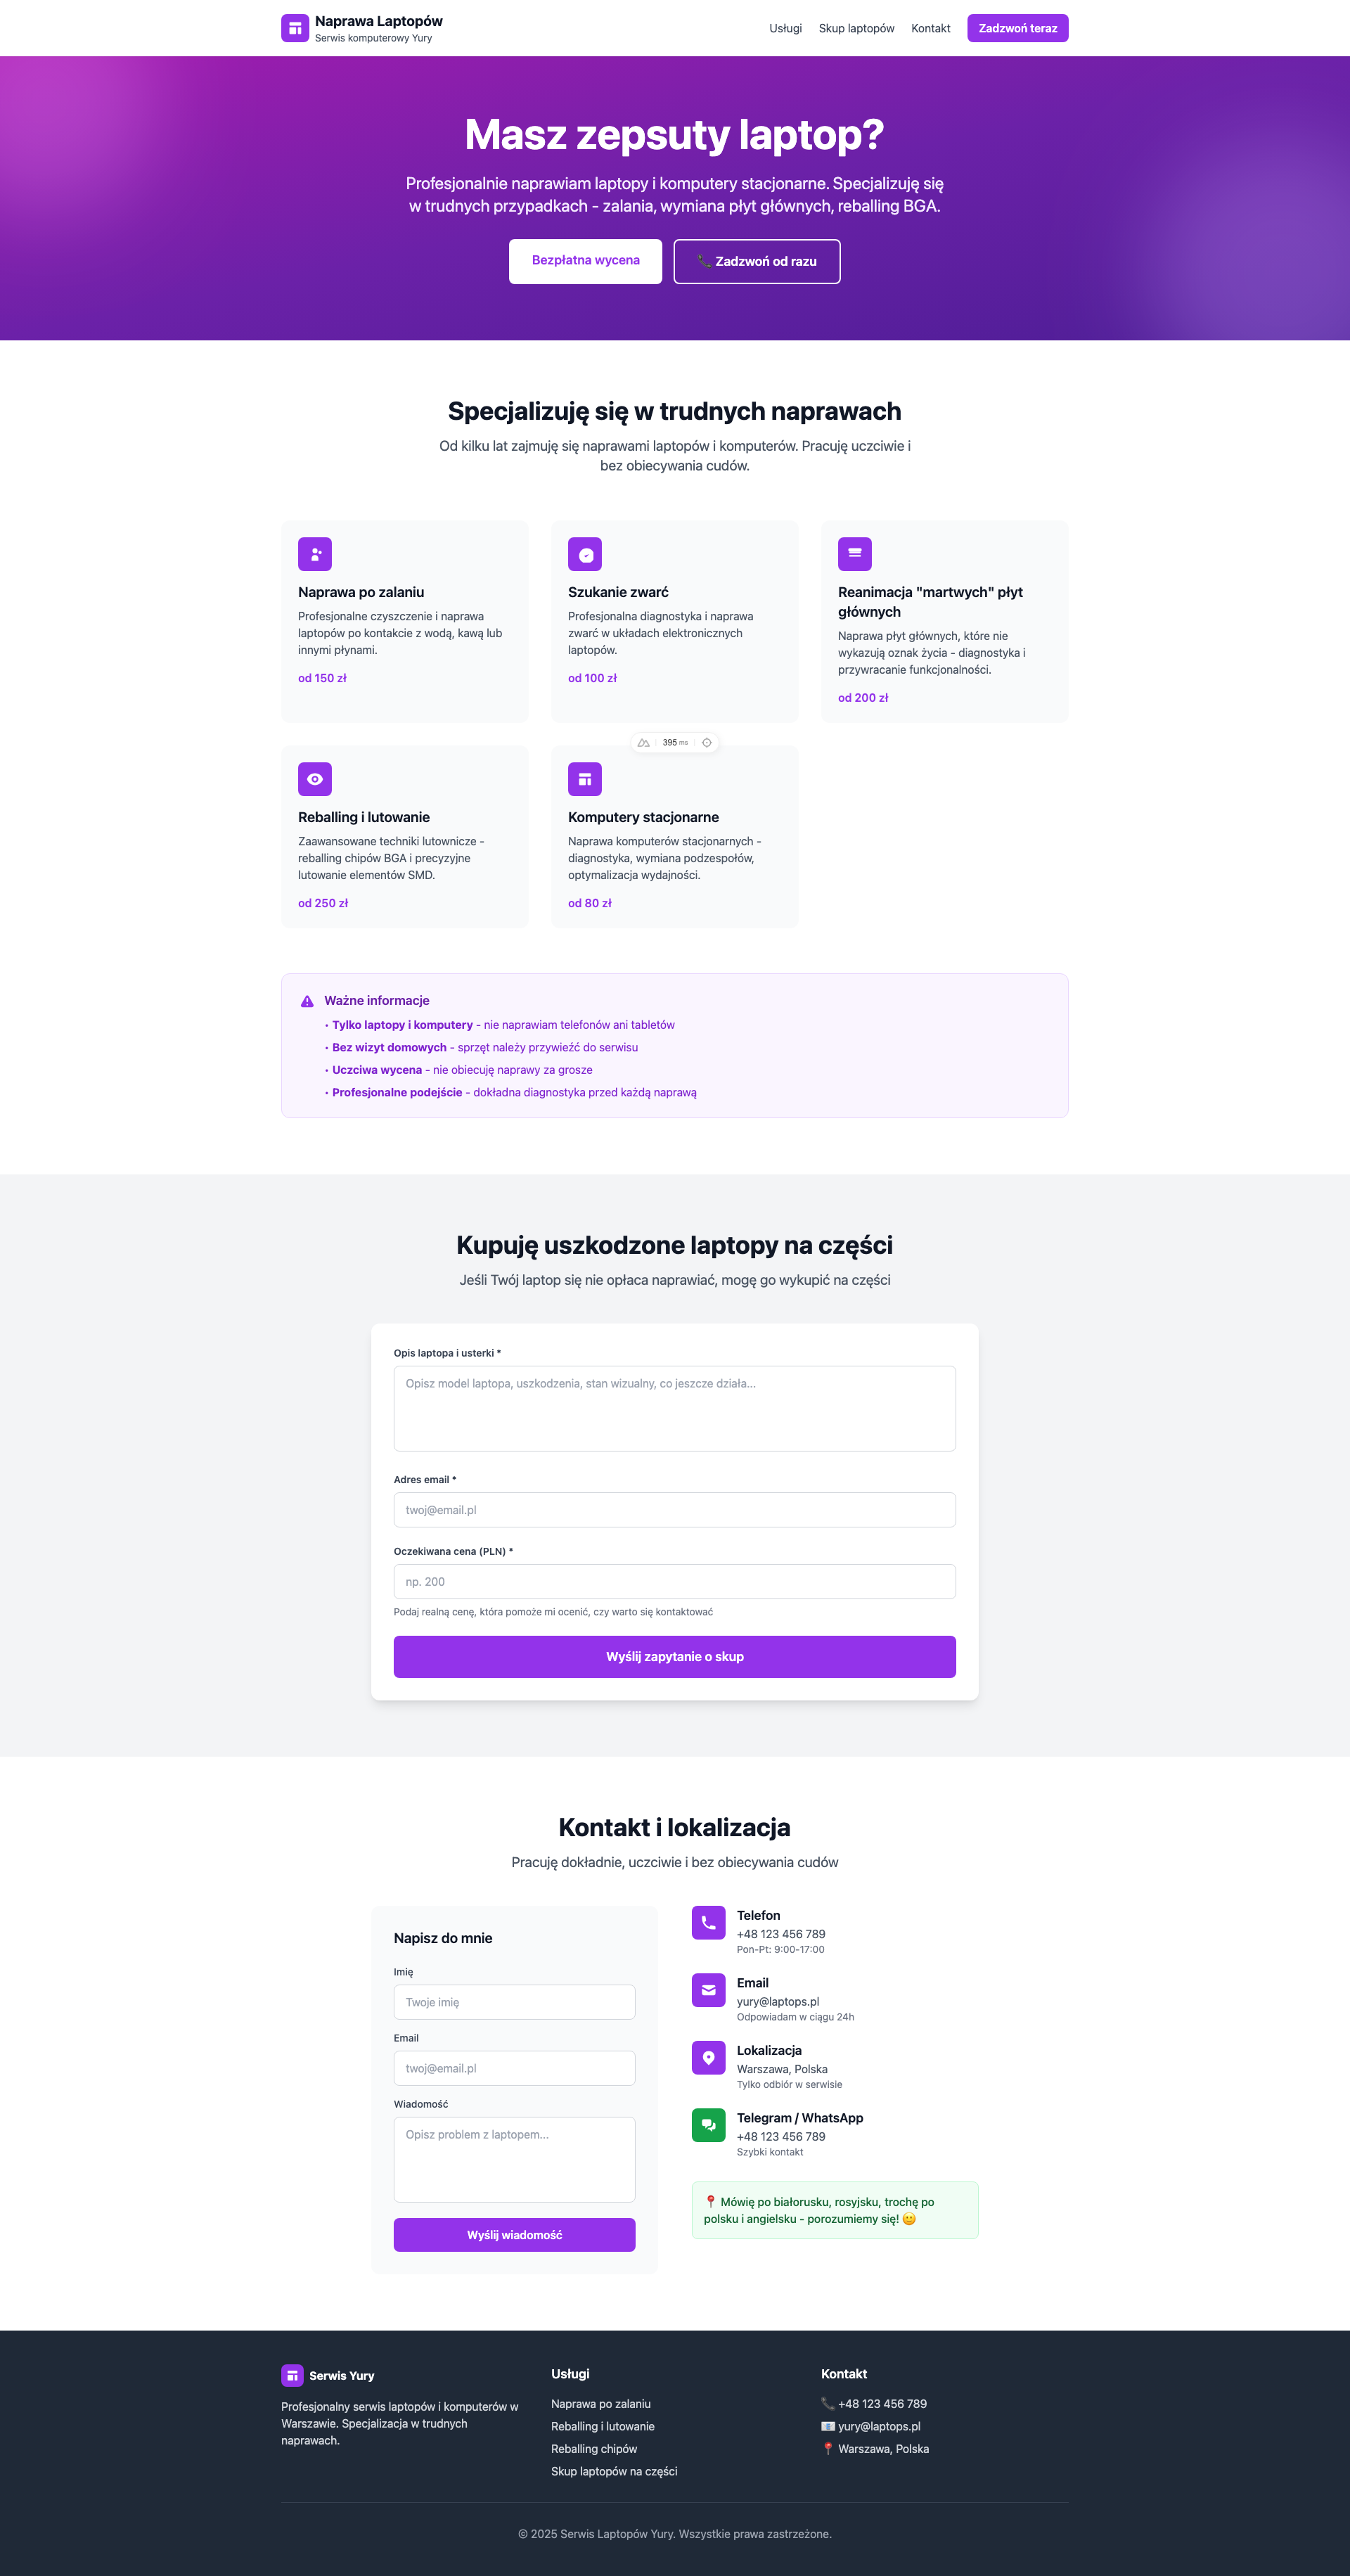 Naprawa Laptopów
Serwis komputerowy Yury
Usługi
Skup laptopów
Kontakt
Zadzwoń teraz
Masz zepsuty laptop?
Profesjonalnie naprawiam laptopy i komputery stacjonarne. Specjalizuję się
w trudnych przypadkach - zalania, wymiana płyt głównych, reballing BGA.
Bezpłatna wycena
📞 Zadzwoń od razu
Specjalizuję się w trudnych naprawach
Od kilku lat zajmuję się naprawami laptopów i komputerów. Pracuję uczciwie i
bez obiecywania cudów.
Naprawa po zalaniu
Profesjonalne czyszczenie i naprawa
laptopów po kontakcie z wodą, kawą lub
innymi płynami.
od 150 zł
Szukanie zwarć
Profesjonalna diagnostyka i naprawa
zwarć w układach elektronicznych
laptopów.
od 100 zł
Reanimacja "martwych" płyt
głównych
Naprawa płyt głównych, które nie
wykazują oznak życia - diagnostyka i
przywracanie funkcjonalności.
od 200 zł
395 ms
Reballing i lutowanie
Zaawansowane techniki lutownicze -
reballing chipów BGA i precyzyjne
lutowanie elementów SMD.
od 250 zł
Komputery stacjonarne
Naprawa komputerów stacjonarnych -
diagnostyka, wymiana podzespołów,
optymalizacja wydajności.
od 80 zł
Ważne informacje
• Tylko laptopy i komputery - nie naprawiam telefonów ani tabletów
• Bez wizyt domowych - sprzęt należy przywieźć do serwisu
• Uczciwa wycena - nie obiecuję naprawy za grosze
• Profesjonalne podejście - dokładna diagnostyka przed każdą naprawą
Kupuję uszkodzone laptopy na części
Jeśli Twój laptop się nie opłaca naprawiać, mogę go wykupić na części
Opis laptopa i usterki *
Opisz model laptopa, uszkodzenia, stan wizualny, co jeszcze działa...
Adres email *
twoj@email.pl
Oczekiwana cena (PLN) *
np. 200
Podaj realną cenę, która pomoże mi ocenić, czy warto się kontaktować
Wyślij zapytanie o skup
Kontakt i lokalizacja
Pracuję dokładnie, uczciwie i bez obiecywania cudów
Napisz do mnie
Imię
Twoje imię
Email
twoj@email.pl
Wiadomość
Opisz problem z laptopem...
Wyślij wiadomość
Telefon
+48 123 456 789
Pon-Pt: 9:00-17:00
Email
yury@laptops.pl
Odpowiadam w ciągu 24h
Lokalizacja
Warszawa, Polska
Tylko odbiór w serwisie
Telegram / WhatsApp
+48 123 456 789
Szybki kontakt
📍 Mówię po białorusku, rosyjsku, trochę po
polsku i angielsku - porozumiemy się! 🙂
Serwis Yury
Profesjonalny serwis laptopów i komputerów w
Warszawie. Specjalizacja w trudnych
naprawach.
Usługi
Naprawa po zalaniu
Reballing i lutowanie
Reballing chipów
Skup laptopów na części
Kontakt
📞 +48 123 456 789
📧 yury@laptops.pl
📍 Warszawa, Polska
© 2025 Serwis Laptopów Yury. Wszystkie prawa zastrzeżone.